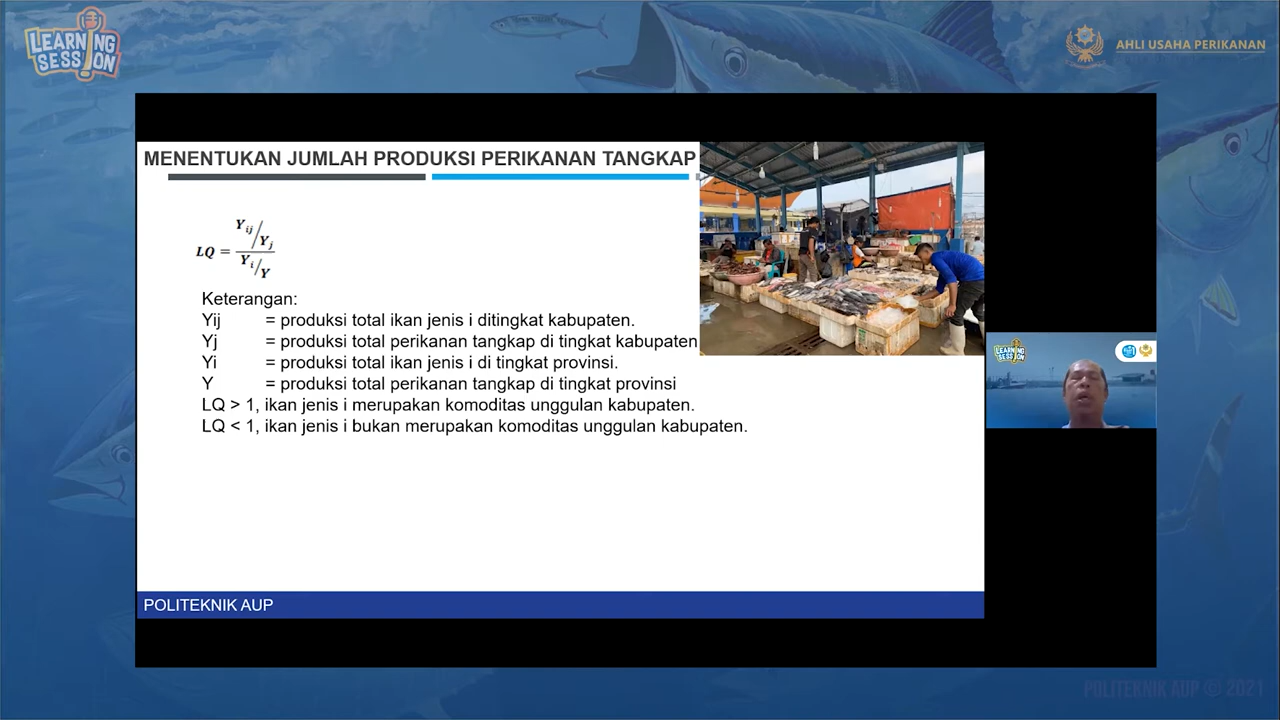 LEARNING
SESSION
AHLI USAHA PERIKANAN
MENENTUKAN JUMLAH PRODUKSI PERIKANAN TANGKAP
LQ = Yij/Yj / Yi/Y
Keterangan:
Yij = produksi total ikan jenis i ditingkat kabupaten.
Yj = produksi total perikanan tangkap di tingkat kabupaten
Yi = produksi total ikan jenis i di tingkat provinsi.
Y = produksi total perikanan tangkap di tingkat provinsi
LQ > 1, ikan jenis i merupakan komoditas unggulan kabupaten.
LQ < 1, ikan jenis i bukan merupakan komoditas unggulan kabupaten.
LEARNING
SESSION
POLITEKNIK AUP
POLITEKNIK AUP © 2021